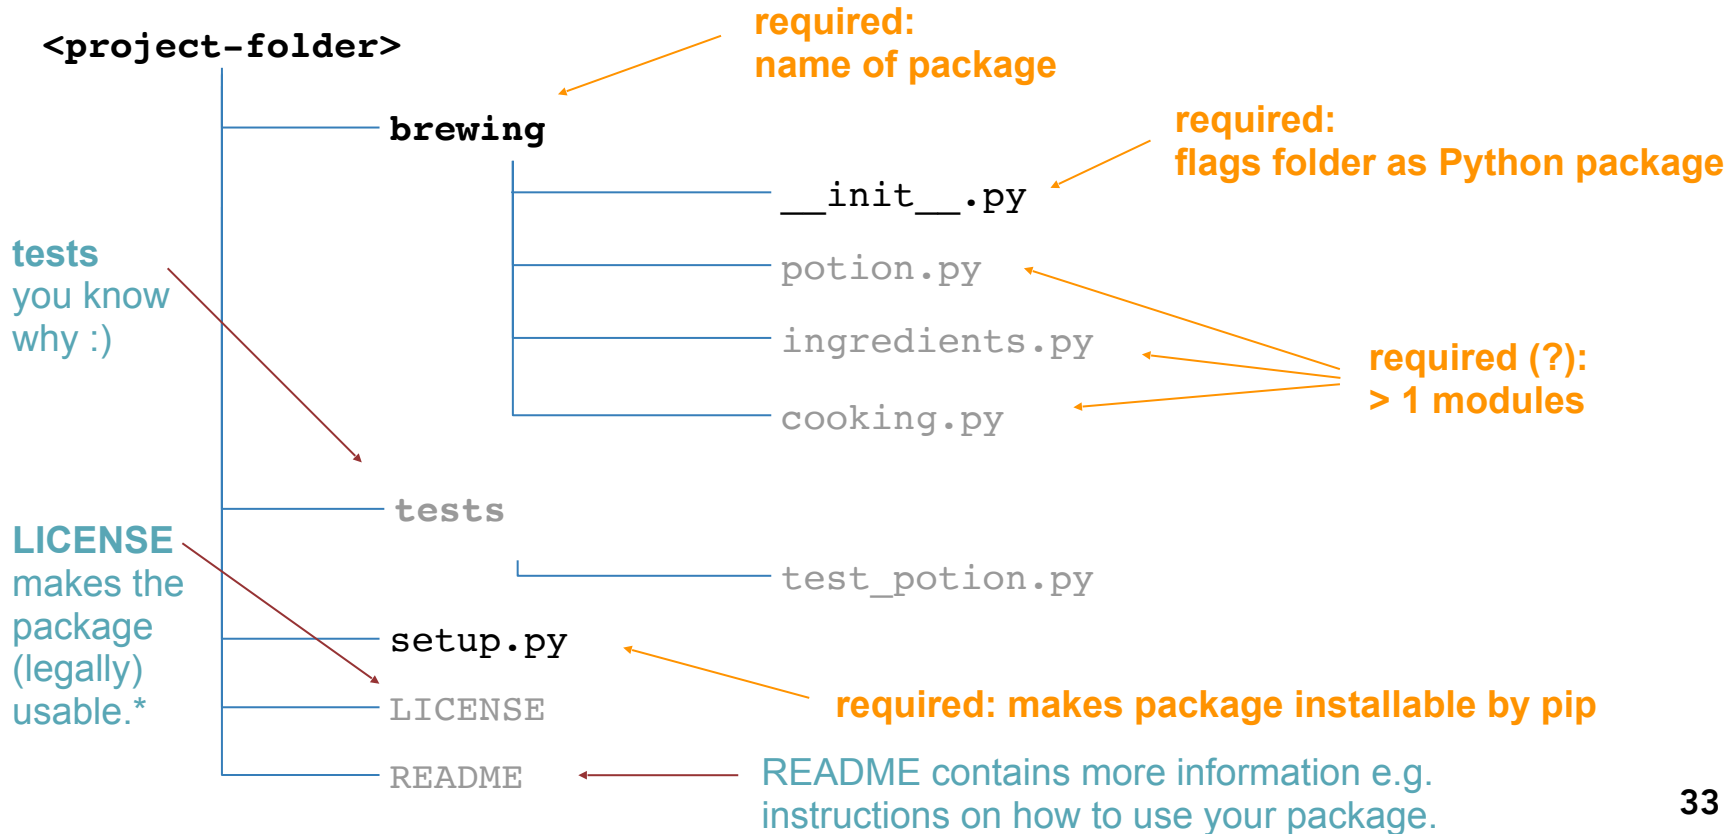 <project-folder>
required:
name of package
brewing
required:
flags folder as Python package
__init__.py
tests
you know
why :)
potion.py
ingredients.py
required (?):
> 1 modules
cooking.py
tests
LICENSE
makes the
package
(legally)
usable.*
test_potion.py
setup.py
required: makes package installable by pip
LICENSE
README
README contains more information e.g.
instructions on how to use your package.
33